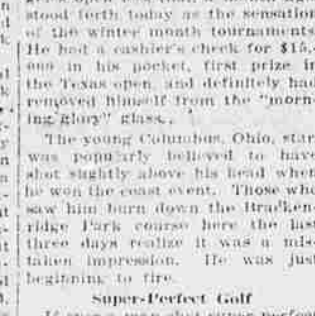 stood forth today as the sensation
of the winter month tournaments
He had a cashier's check for $15,-
000 in his pocket, first prize in
the Texas open, and definitely had
removed himself from the "morn-
ing glory" class.
The young Columbus, Ohio, star
was popularly believed to have
shot slightly above his head when
he won the coast event. Those who
saw him burn down the Bracken-
ridge Park course here the last
three days realize it was a mis-
taken impression. He was just
beginning to fire.
Super-Perfect Golf